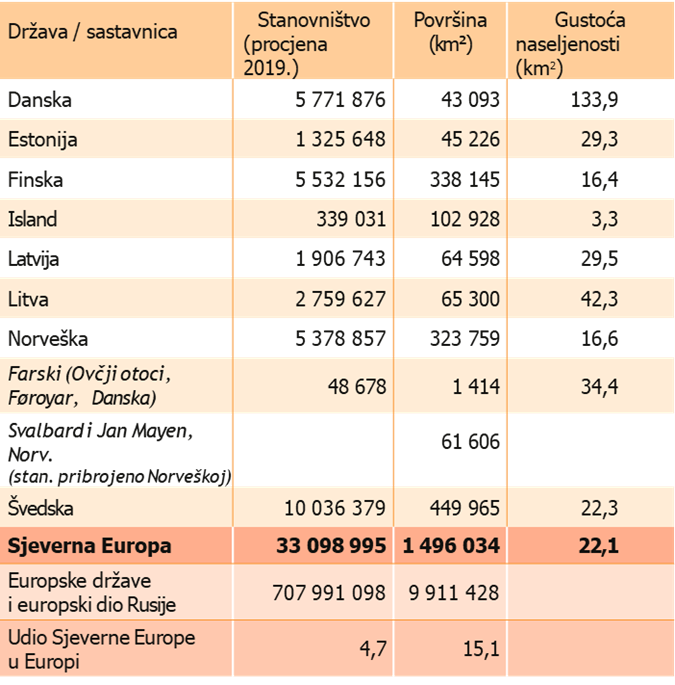 Država / sastavnica Stanovništvo (procjena 2019.) Površina (km²) Gustoća naseljenosti (km²)
Danska 5 771 876 43 093 133,9
Estonija 1 325 648 45 226 29,3
Finska 5 532 156 338 145 16,4
Island 339 031 102 928 3,3
Latvija 1 906 743 64 598 29,5
Litva 2 759 627 65 300 42,3
Norveška 5 378 857 323 759 16,6
Farski (Ovčji otoci, Føroyar, Danska) 48 678 1 414 34,4
Svalbard i Jan Mayen, Norv. (stan. pribrojeno Norveškoj) 61 606
Švedska 10 036 379 449 965 22,3
Sjeverna Europa 33 098 995 1 496 034 22,1
Europske države i europski dio Rusije 707 991 098 9 911 428
Udio Sjeverne Europe u Europi 4,7 15,1